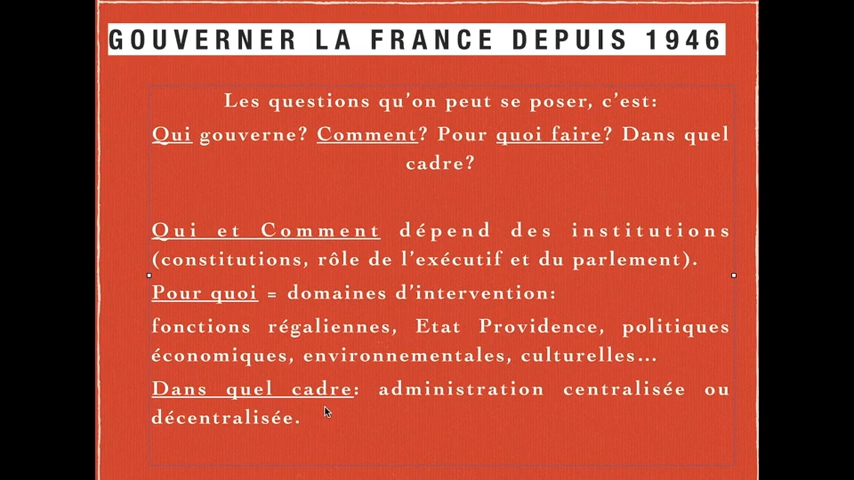 GOUVERNER LA FRANCE DEPUIS 1946
Les questions qu'on peut se poser, c'est:
Qui gouverne? Comment? Pour quoi faire? Dans quel
cadre?
Qui et Comment dépend des institutions
(constitutions, rôle de l'exécutif et du parlement).
Pour quoi = domaines d'intervention:
fonctions régaliennes, Etat Providence, politiques
économiques, environnementales, culturelles...
Dans quel cadre: administration centralisée ou
décentralisée.